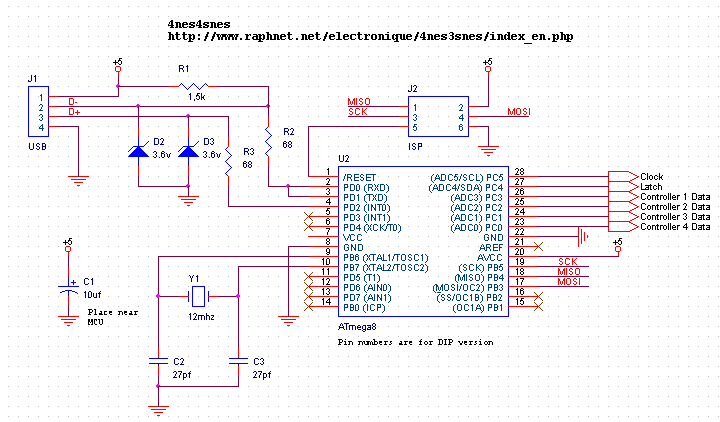 4nes4snes
http://www.raphnet.net/electronique/4nes3snes/index_en.php
+5
R1
1,5k
J1
1
2
3
4
D-
D+
USB
D2
3.6v
D3
3.6v
R3
68
R2
68
+5
J2
MISO
SCK
1
3
5
2
4
6
MOSI
ISP
U2
1 /RESET (ADC5/SCL) PC5 28 Clock
2 PD0 (RXD) (ADC4/SDA) PC4 27 Latch
3 PD1 (TXD) (ADC3) PC3 26 Controller 1 Data
4 PD2 (INT0) (ADC2) PC2 25 Controller 2 Data
5 PD3 (INT1) (ADC1) PC1 24 Controller 3 Data
6 PD4 (XCK/T0) (ADC0) PC0 23 Controller 4 Data
7 VCC GND 22
8 GND AREF 21
9 PB6 (XTAL1/TOSC1) AVCC 20 +5
10 PB7 (XTAL2/TOSC2) (SCK) PB5 19 SCK
11 PD5 (T1) (MISO) PB4 18 MISO
12 PD6 (AIN0) (MOSI/OC2) PB3 17 MOSI
13 PD7 (AIN1) (SS/OC1B) PB2 16
14 PB0 (ICP) (OC1A) PB1 15
ATmega8
Pin numbers are for DIP version
+5
C1
10uf
Place near
MCU
Y1
12mhz
C2
27pf
C3
27pf